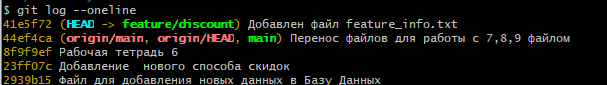 $ git log --oneline
41e5f72 (HEAD -> feature/discount) Добавлен файл feature_info.txt
44ef4ca (origin/main, origin/HEAD, main) Перенос файлов для работы с 7,8,9 файлом
8f9f9ef Рабочая тетрадь 6
23ff07c Добавление  нового способа скидок
2939b15 Файл для добавления новых данных в Базу Данных